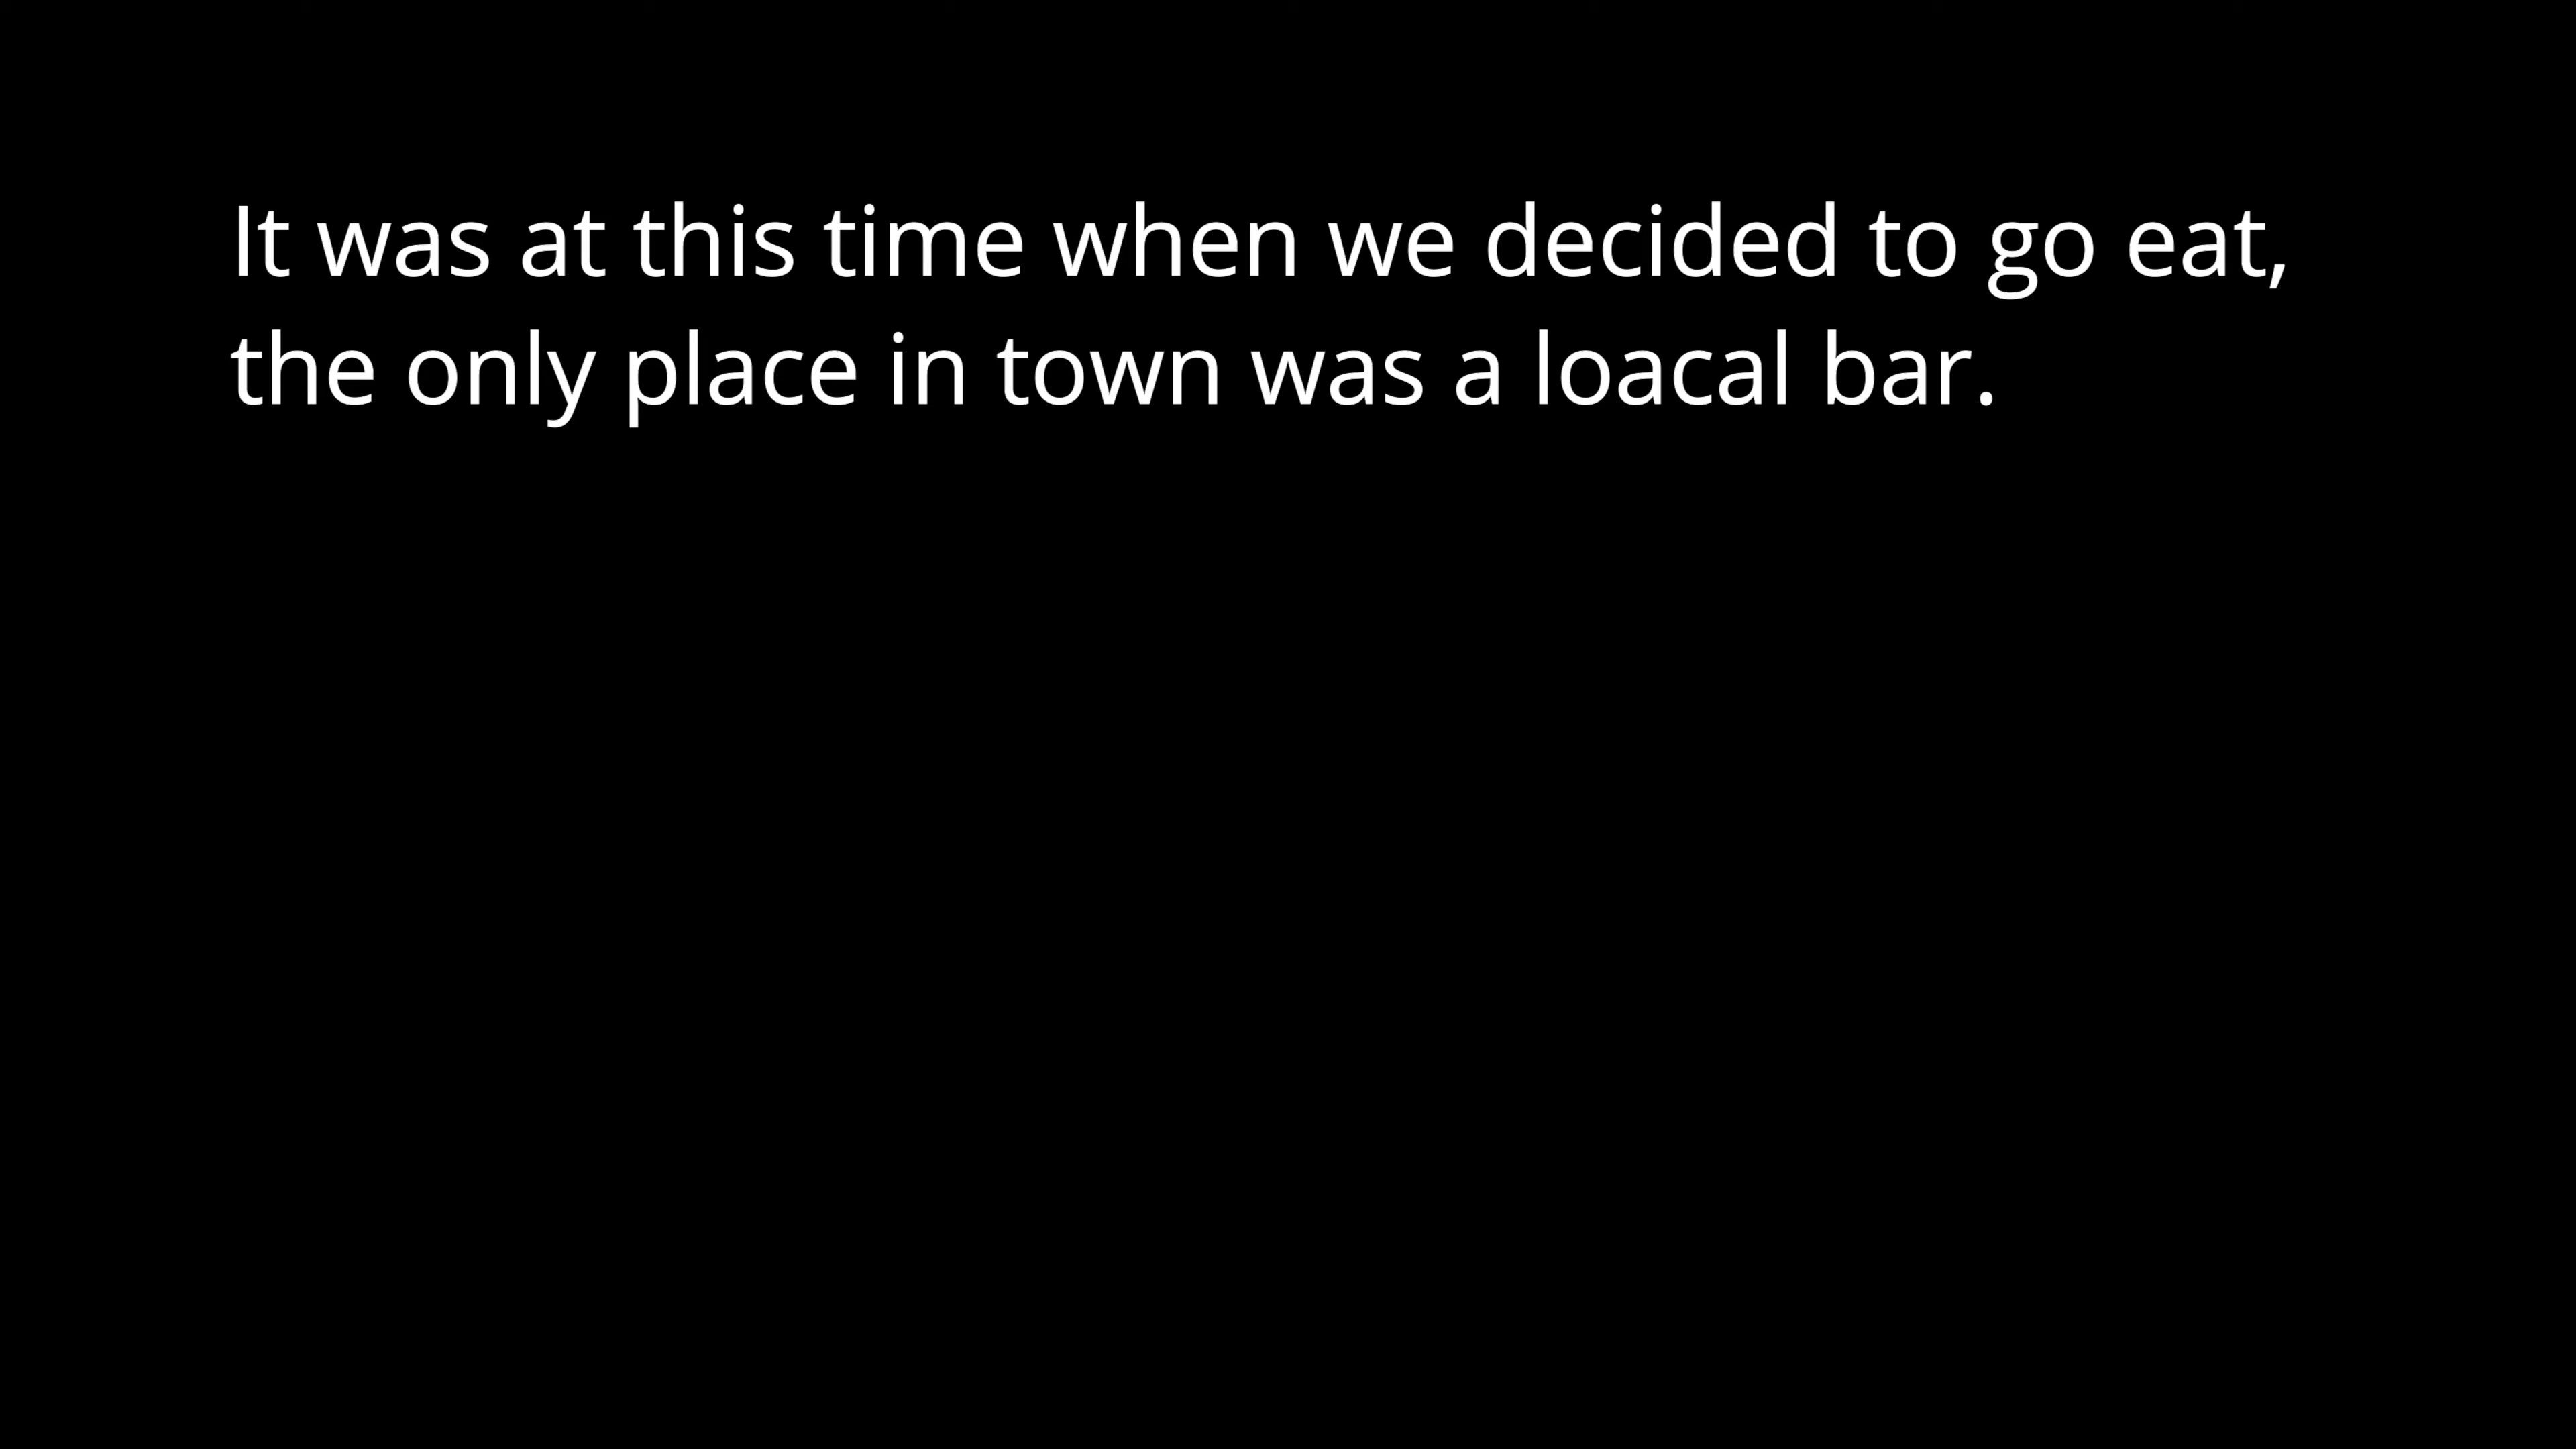 It was at this time when we decided to go eat,
the only place in town was a loacal bar.